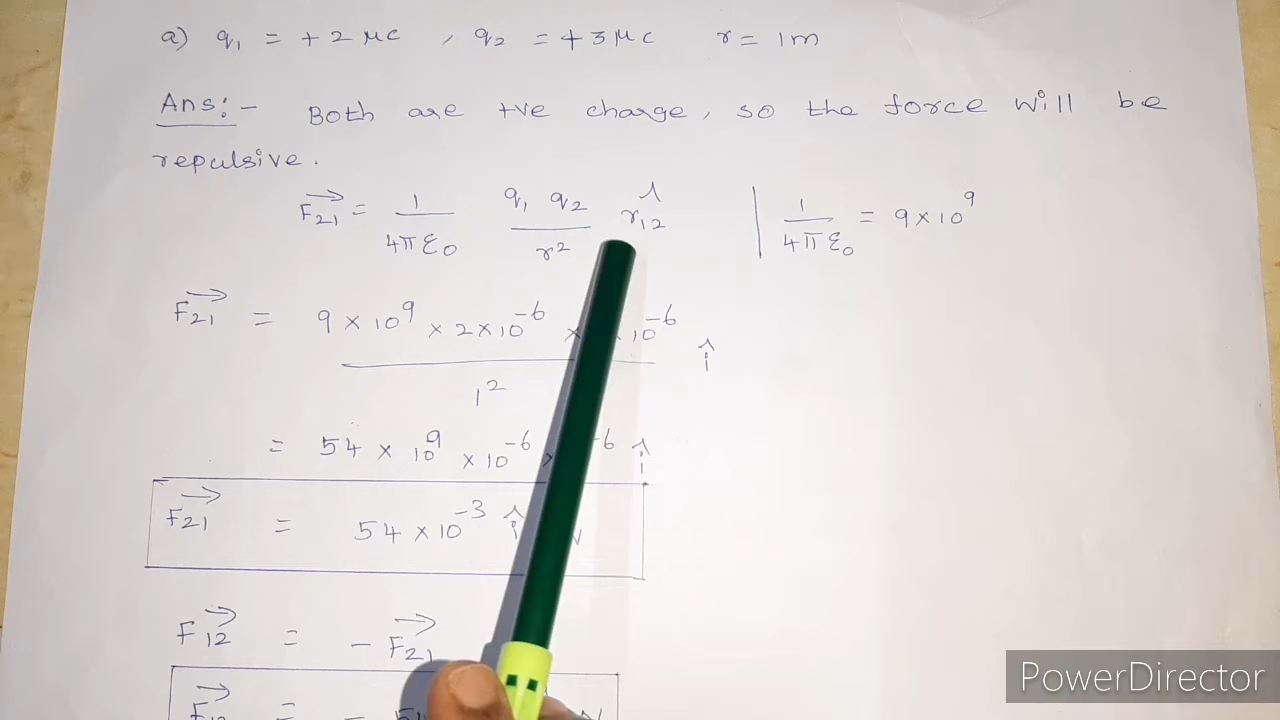 a) q₁ = +2 μc , q₂ = +3 μc r = 1m
Ans:- Both are +ve charge, so the force will be
repulsive.
F₂₁→ = 1/4πε₀ q₁ q₂/r² r̂₁₂ | 1/4πε₀ = 9×10⁹
F₂₁→ = 9×10⁹ × 2×10⁻⁶ × 10⁻⁶ / 1² î
= 54 × 10⁹ × 10⁻⁶ × ⁻⁶ î
F₂₁→ = 54×10⁻³ î N
F₁₂→ = − F₂₁→
F₁₂→ = − N
PowerDirector